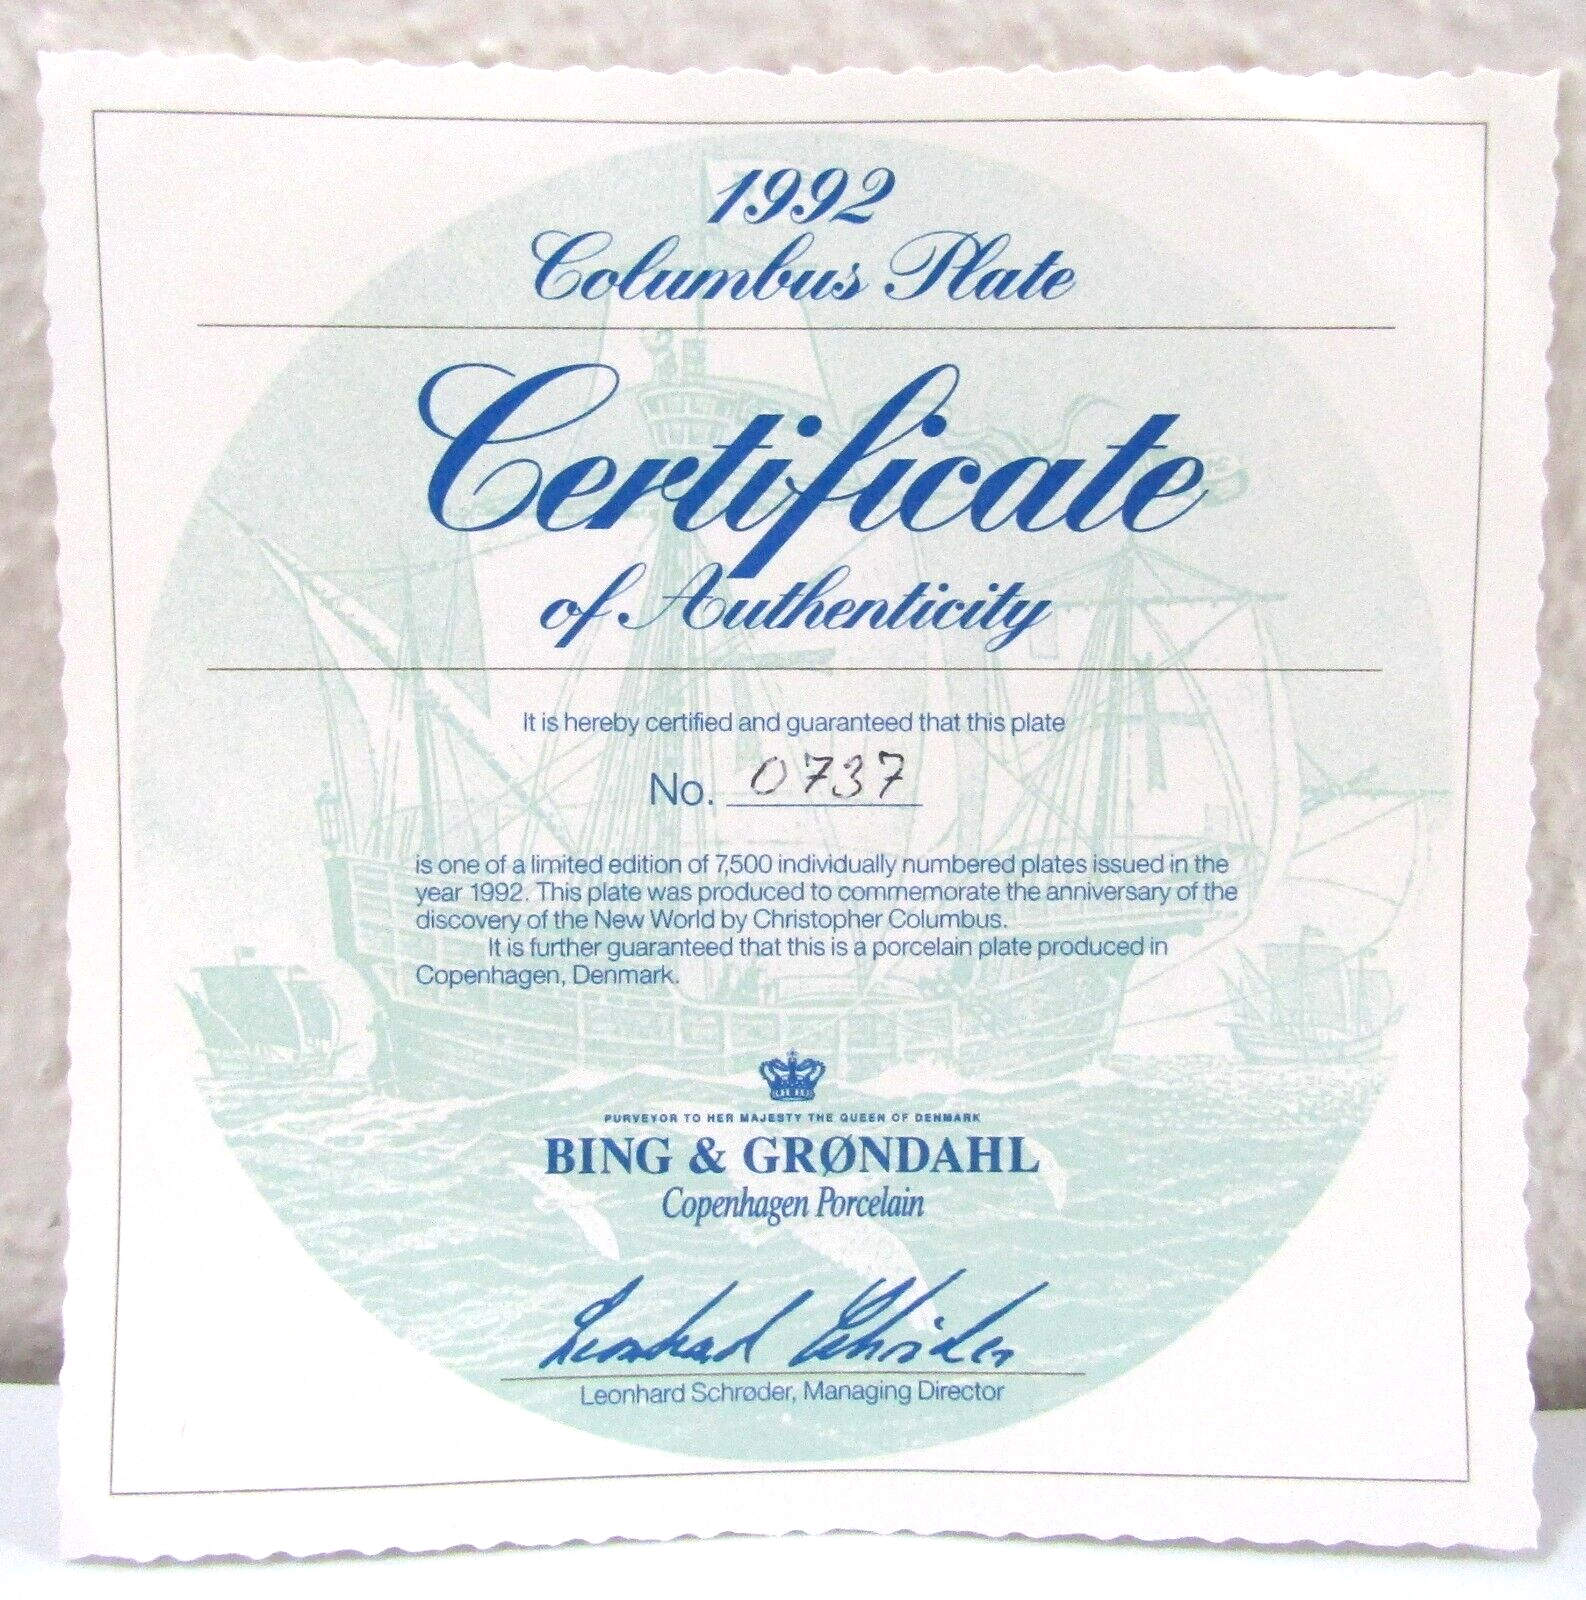 1992
Columbus Plate
Certificate
of Authenticity
It is hereby certified and guaranteed that this plate
No. 0737
is one of a limited edition of 7,500 individually numbered plates issued in the
year 1992. This plate was produced to commemorate the anniversary of the
discovery of the New World by Christopher Columbus.
It is further guaranteed that this is a porcelain plate produced in
Copenhagen, Denmark.
PURVEYOR TO HER MAJESTY THE QUEEN OF DENMARK
BING & GRØNDAHL
Copenhagen Porcelain
Leonhard Schrøder
Leonhard Schrøder, Managing Director